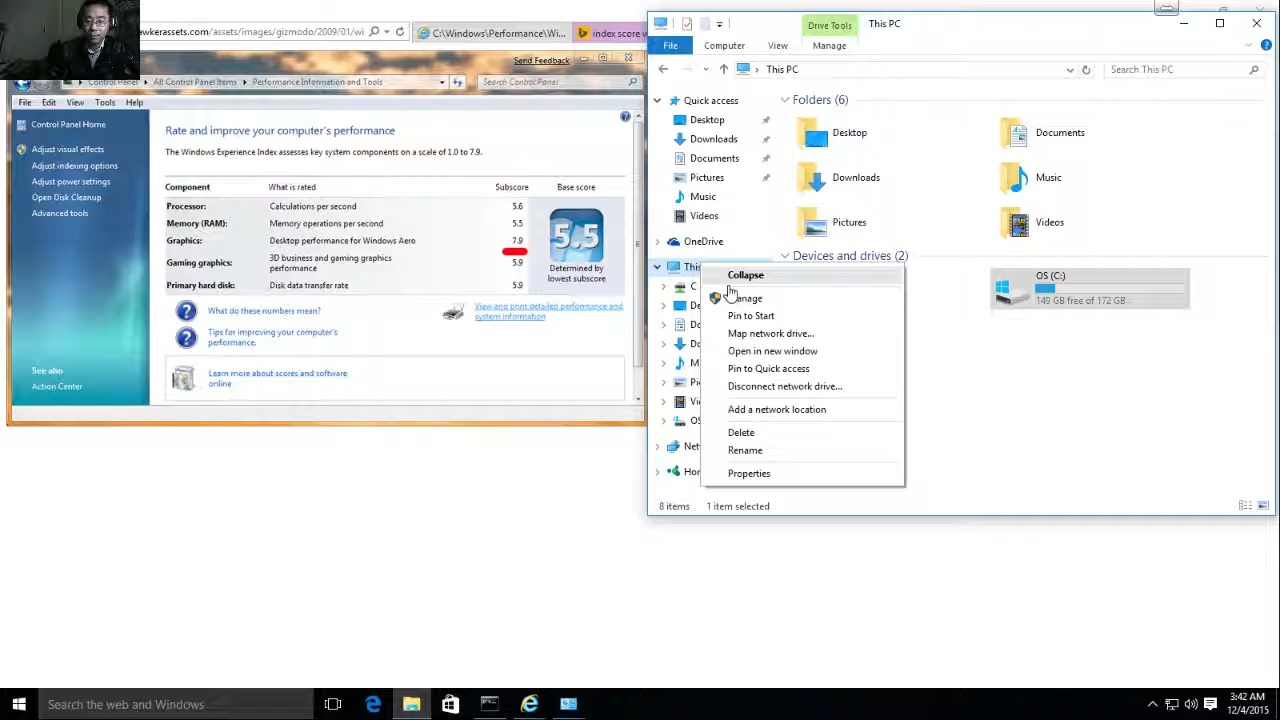 wkerassets.com/assets/images/gizmodo/2009/01/wi
C:\Windows\Performance\Wi...
index score w
Send Feedback
Control Panel
All Control Panel Items
Performance Information and Tools
Search Control Panel
File Edit View Tools Help
Control Panel Home
Adjust visual effects
Adjust indexing options
Adjust power settings
Open Disk Cleanup
Advanced tools
See also
Action Center
Rate and improve your computer's performance
The Windows Experience Index assesses key system components on a scale of 1.0 to 7.9.
Component What is rated Subscore Base score
Processor: Calculations per second 5.6
Memory (RAM): Memory operations per second 5.5
Graphics: Desktop performance for Windows Aero 7.9
Gaming graphics: 3D business and gaming graphics performance 5.9
Primary hard disk: Disk data transfer rate 5.9
5.5
Determined by
lowest subscore
What do these numbers mean?
View and print detailed performance and
system information
Tips for improving your computer's
performance.
Learn more about scores and software
online
Drive Tools
This PC
File Computer View Manage
This PC
Search This PC
Quick access
Desktop
Downloads
Documents
Pictures
Music
Videos
OneDrive
This
C
De
Do
Do
M
Pi
Vi
OS
Net
Hor
Folders (6)
Desktop
Documents
Downloads
Music
Pictures
Videos
Devices and drives (2)
OS (C:)
149 GB free of 172 GB
Collapse
anage
Pin to Start
Map network drive...
Open in new window
Pin to Quick access
Disconnect network drive...
Add a network location
Delete
Rename
Properties
8 items 1 item selected
Search the web and Windows
3:42 AM
12/4/2015